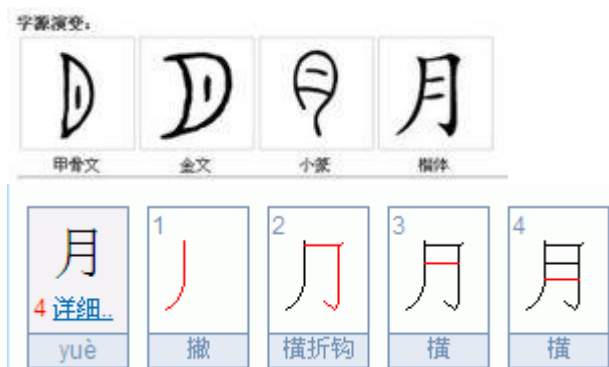 字源演变：
月
甲骨文 金文 小篆 楷体
月 1 2 3 4
4 详细..
yuè 撇 横折钩 横 横